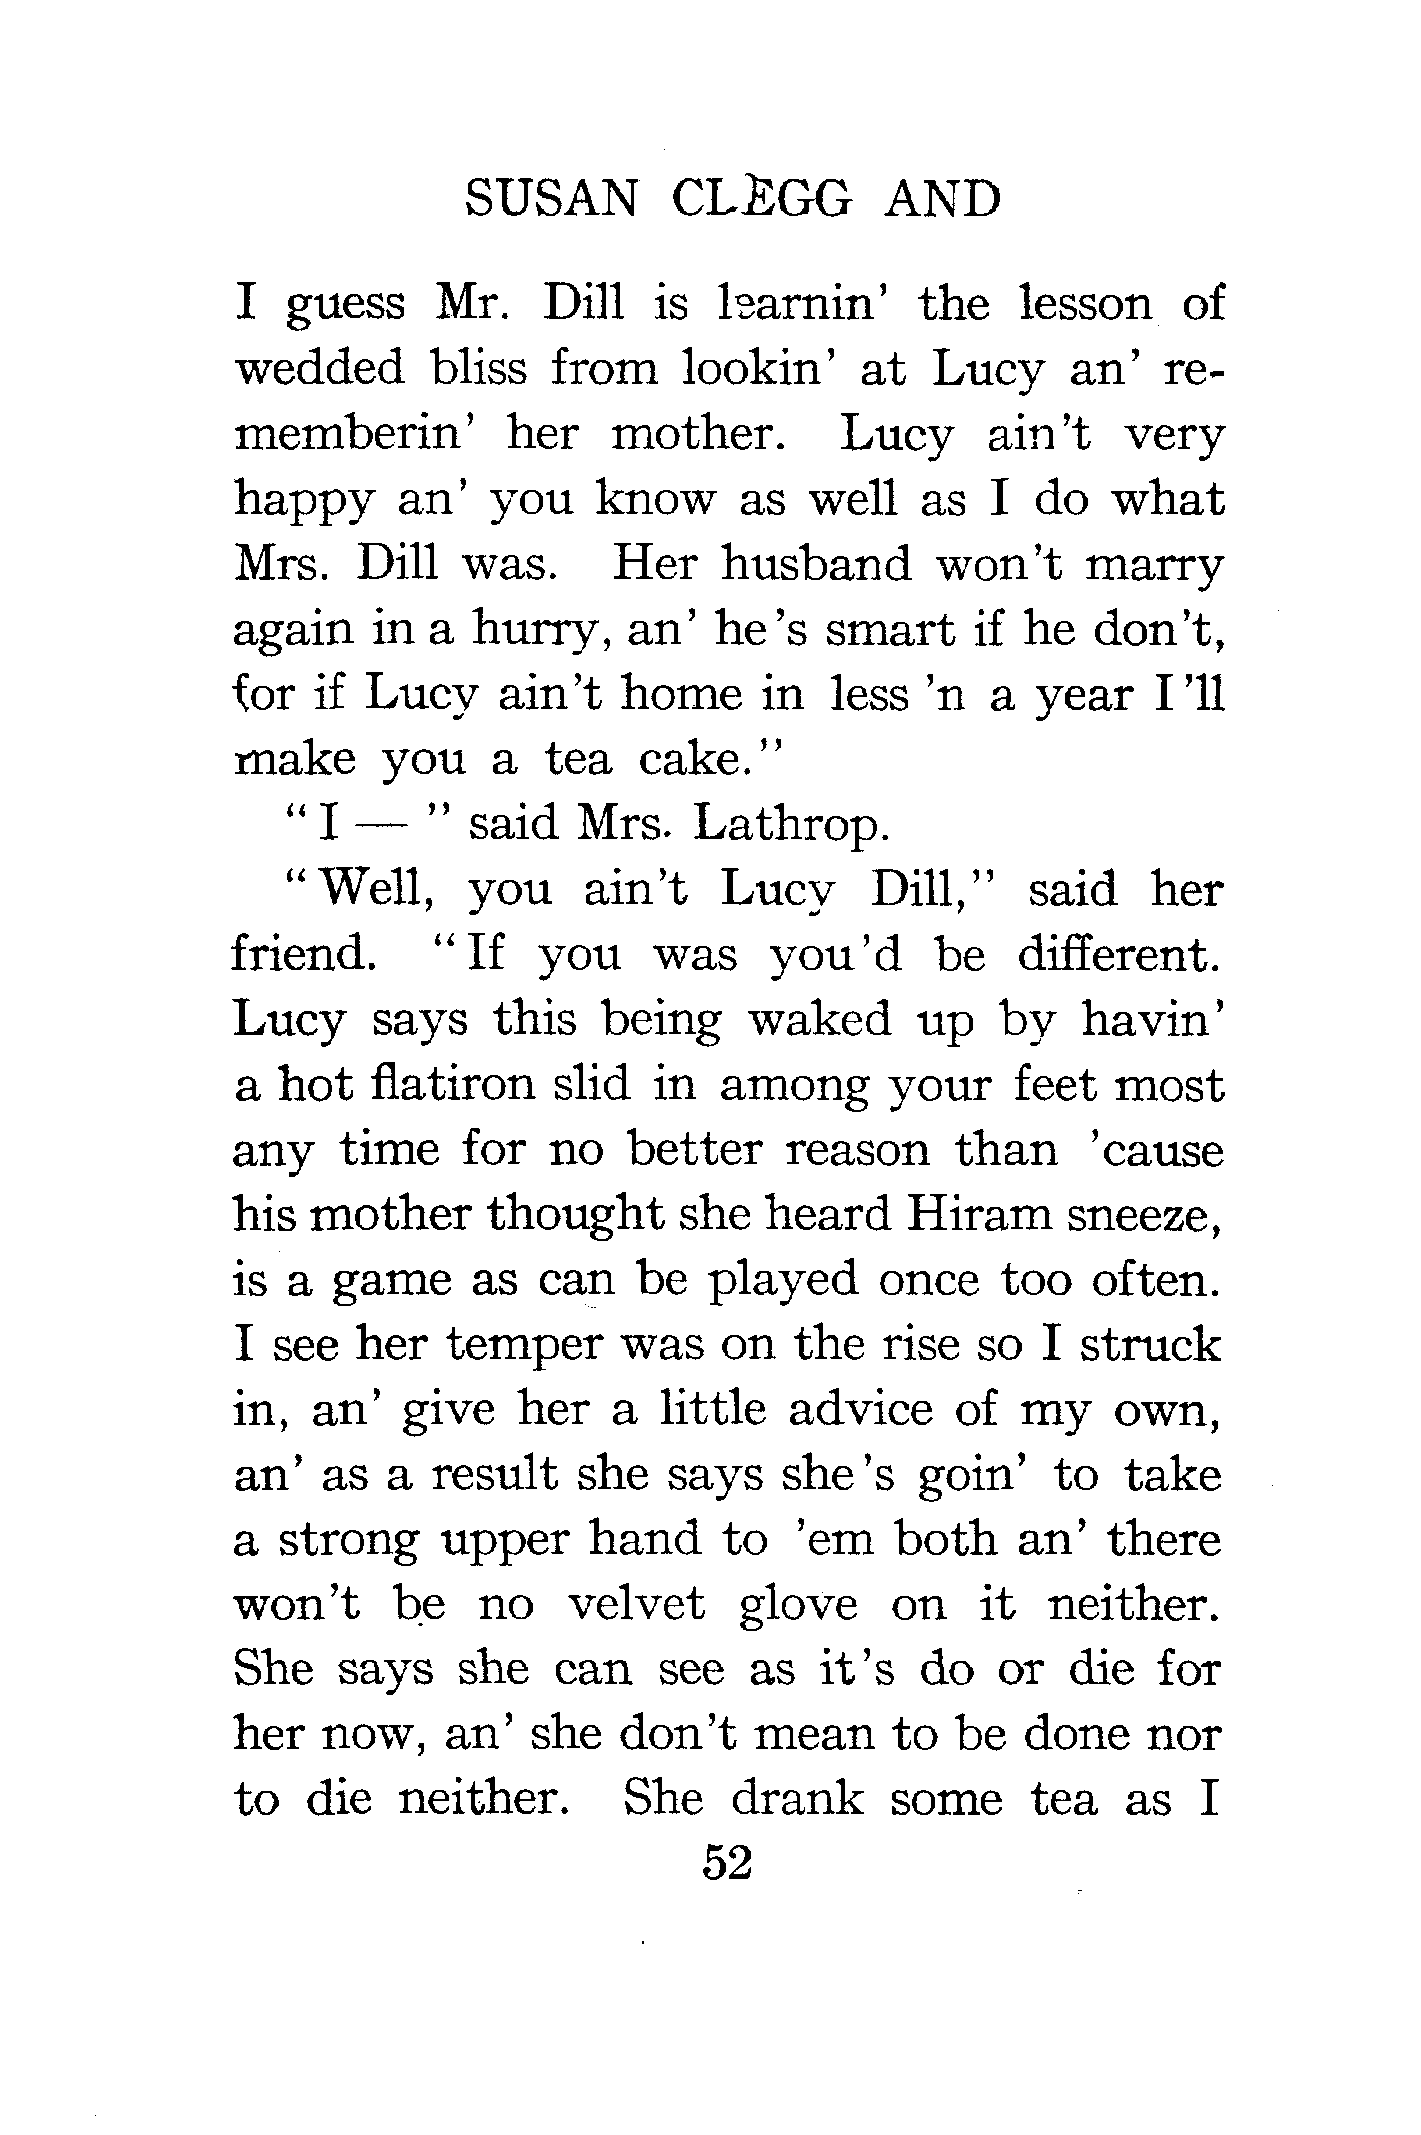 SUSAN CLEGG AND
I guess Mr. Dill is learnin' the lesson of
wedded bliss from lookin' at Lucy an' re-
memberin' her mother. Lucy ain't very
happy an' you know as well as I do what
Mrs. Dill was. Her husband won't marry
again in a hurry, an' he's smart if he don't,
for if Lucy ain't home in less 'n a year I'll
make you a tea cake."
"I — " said Mrs. Lathrop.
"Well, you ain't Lucy Dill," said her
friend. "If you was you'd be different.
Lucy says this being waked up by havin'
a hot flatiron slid in among your feet most
any time for no better reason than 'cause
his mother thought she heard Hiram sneeze,
is a game as can be played once too often.
I see her temper was on the rise so I struck
in, an' give her a little advice of my own,
an' as a result she says she's goin' to take
a strong upper hand to 'em both an' there
won't be no velvet glove on it neither.
She says she can see as it's do or die for
her now, an' she don't mean to be done nor
to die neither. She drank some tea as I
52